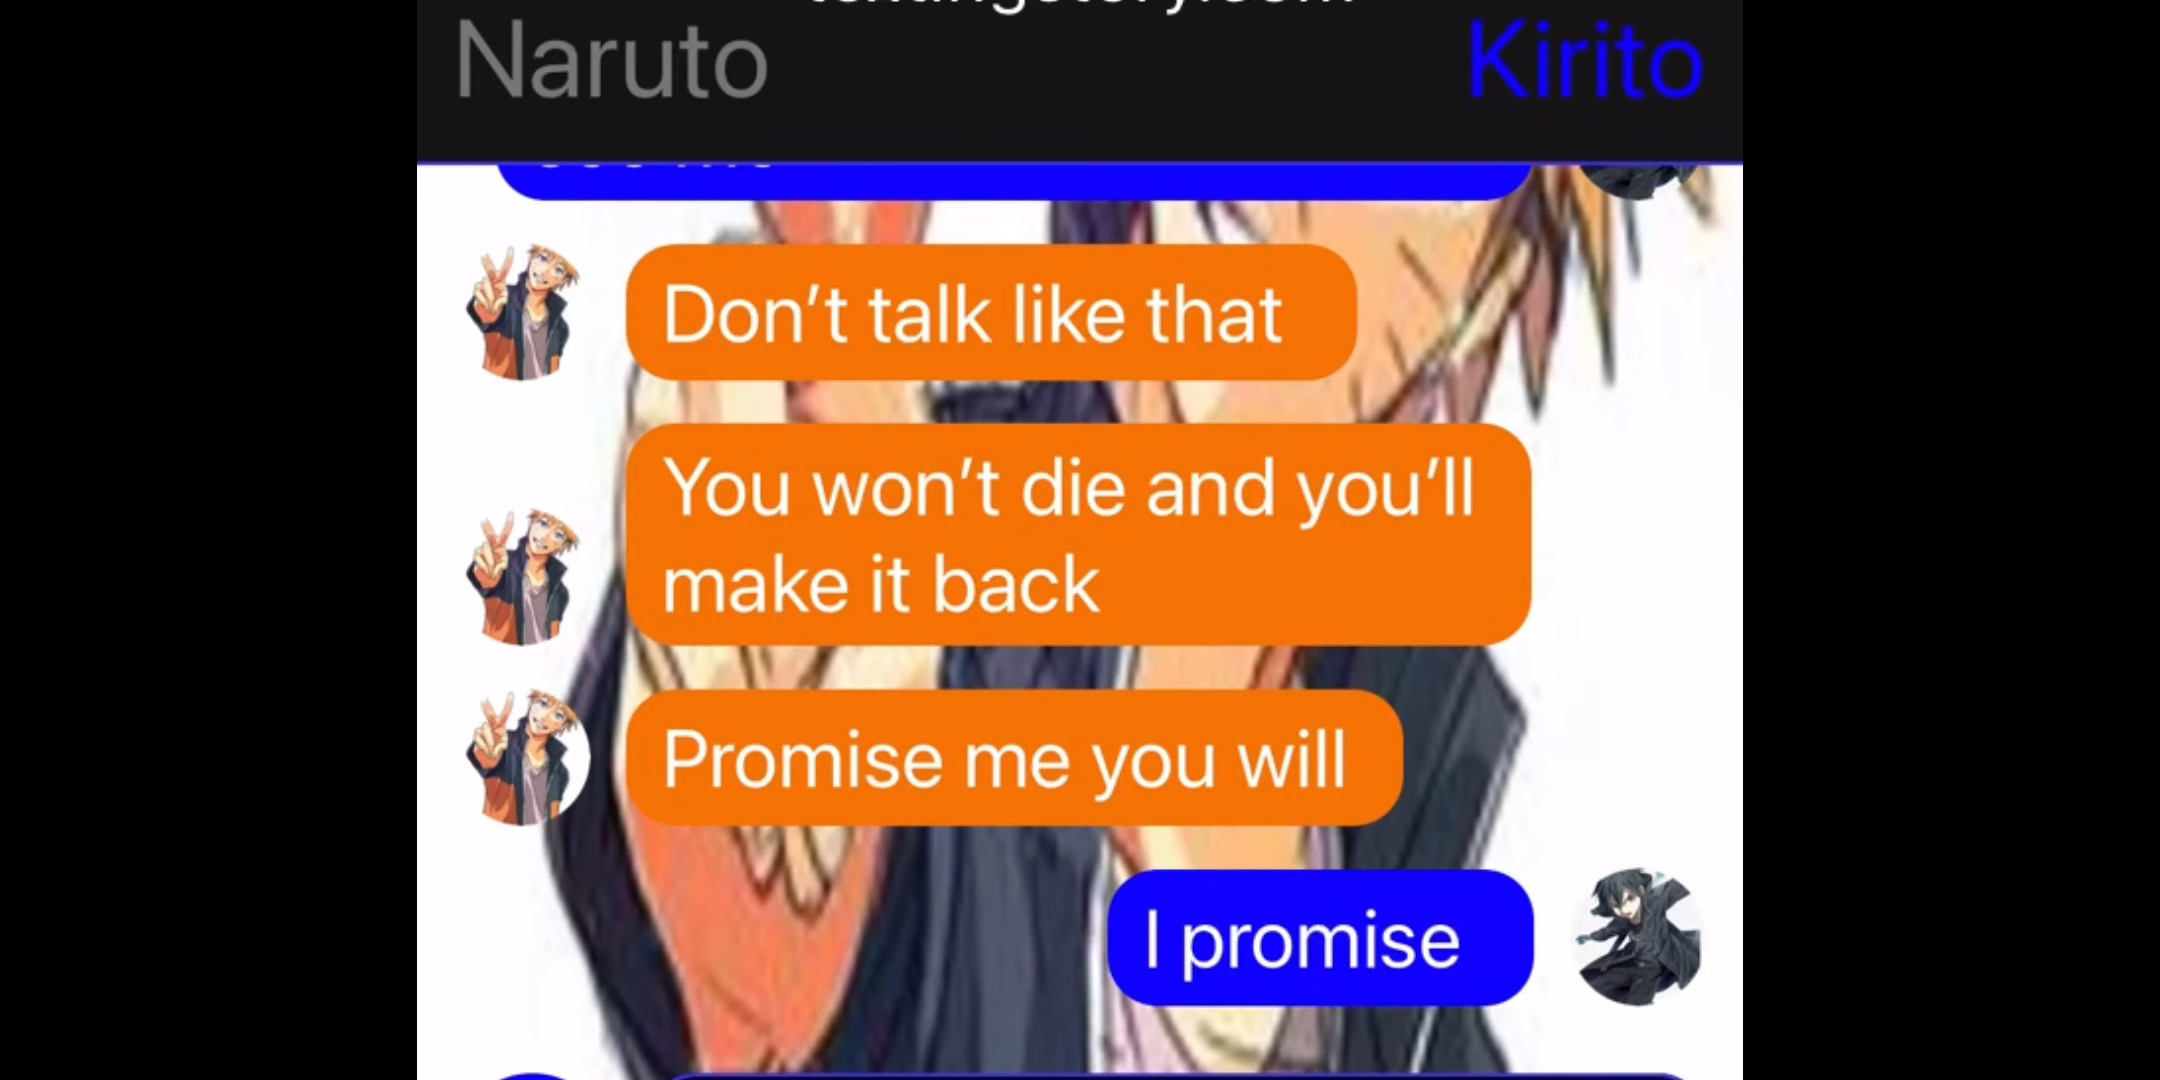 Naruto
Kirito
Don’t talk like that
You won’t die and you’ll
make it back
Promise me you will
I promise